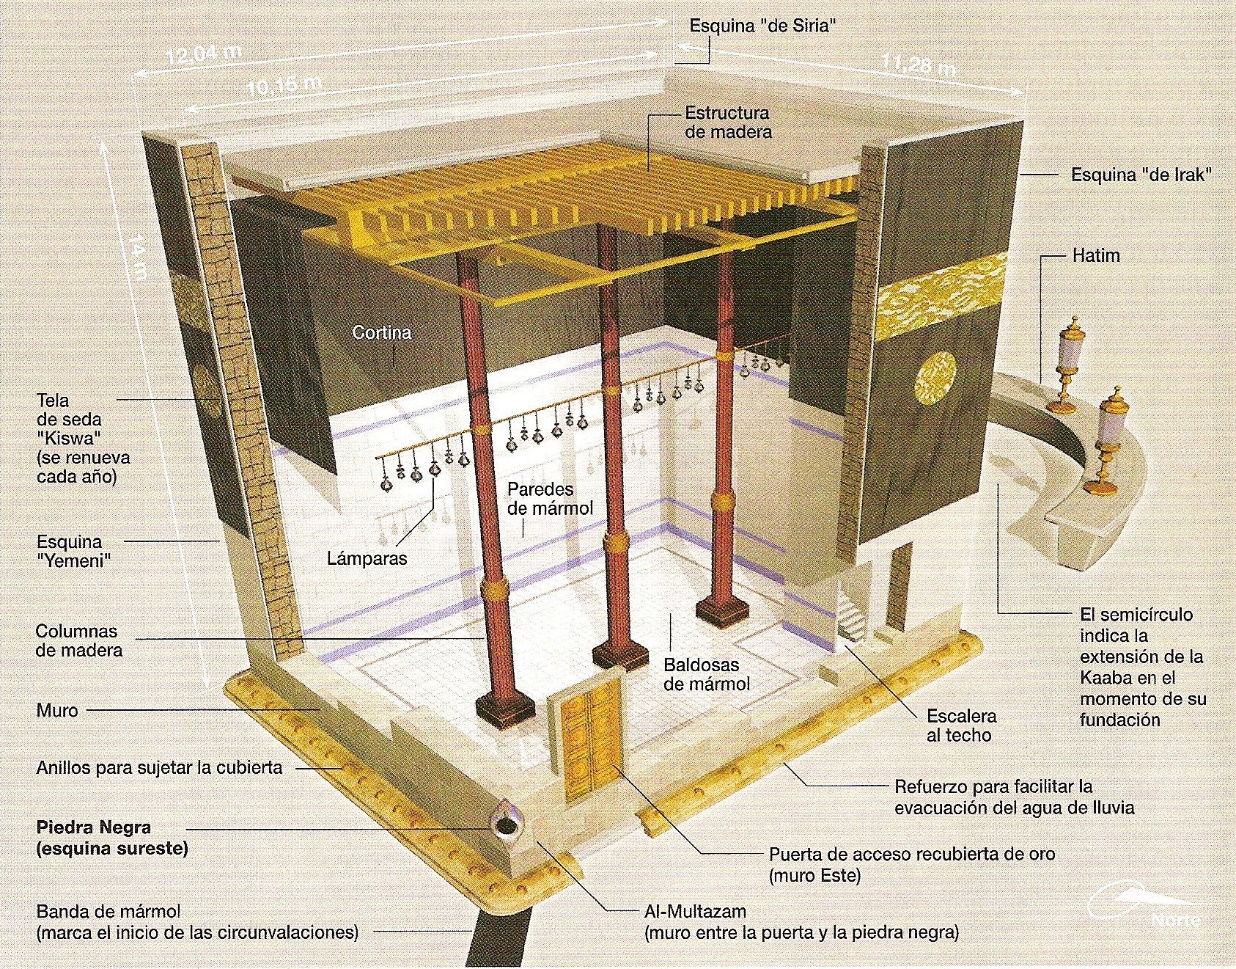 Esquina "de Siria"
12,04 m
10,15 m
11,28 m
14 m
Estructura
de madera
Esquina "de Irak"
Hatim
Cortina
Tela
de seda
"Kiswa"
(se renueva
cada año)
Paredes
de mármol
Lámparas
Esquina
"Yemeni"
Columnas
de madera
Baldosas
de mármol
El semicírculo
indica la
extensión de la
Kaaba en el
momento de su
fundación
Muro
Escalera
al techo
Anillos para sujetar la cubierta
Refuerzo para facilitar la
evacuación del agua de lluvia
Piedra Negra
(esquina sureste)
Puerta de acceso recubierta de oro
(muro Este)
Banda de mármol
(marca el inicio de las circunvalaciones)
Al-Multazam
(muro entre la puerta y la piedra negra)
Norte